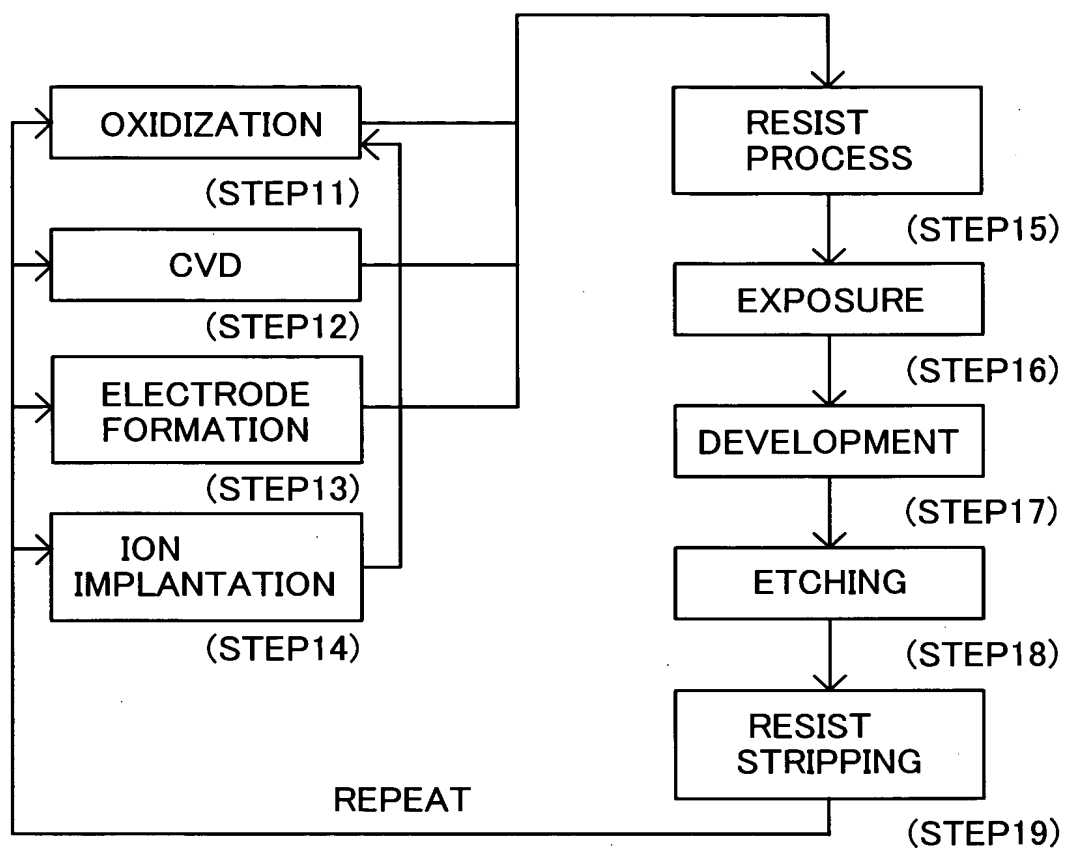 OXIDIZATION
(STEP11)
CVD
(STEP12)
ELECTRODE
FORMATION
(STEP13)
ION
IMPLANTATION
(STEP14)
RESIST
PROCESS
(STEP15)
EXPOSURE
(STEP16)
DEVELOPMENT
(STEP17)
ETCHING
(STEP18)
RESIST
STRIPPING
(STEP19)
REPEAT